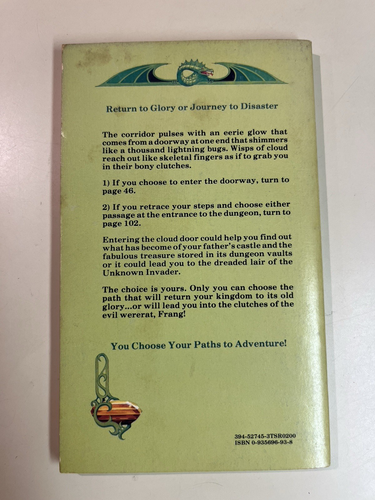 Return to Glory or Journey to Disaster
The corridor pulses with an eerie glow that
comes from a doorway at one end that shimmers
like a thousand lightning bugs. Wisps of cloud
reach out like skeletal fingers as if to grab you
in their bony clutches.
1) If you choose to enter the doorway, turn to
page 46.
2) If you retrace your steps and choose either
passage at the entrance to the dungeon, turn to
page 102.
Entering the cloud door could help you find out
what has become of your father's castle and the
fabulous treasure stored in its dungeon vaults
or it could lead you to the dreaded lair of the
Unknown Invader.
The choice is yours. Only you can choose the
path that will return your kingdom to its old
glory...or will lead you into the clutches of the
evil wererat, Frang!
You Choose Your Paths to Adventure!
394-52745-3TSR0200
ISBN 0-935696-93-8